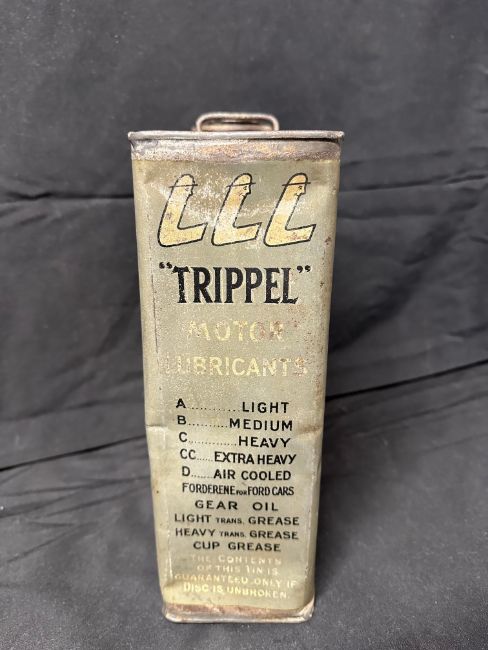 LLL
"TRIPPEL"
MOTOR
LUBRICANTS
A...........LIGHT
B..........MEDIUM
C.............HEAVY
CC.....EXTRA HEAVY
D.......AIR COOLED
FORDERENE FOR FORD CARS
GEAR OIL
LIGHT TRANS. GREASE
HEAVY TRANS. GREASE
CUP GREASE
THE CONTENTS
OF THIS TIN IS
GUARANTEED ONLY IF
DISC IS UNBROKEN.